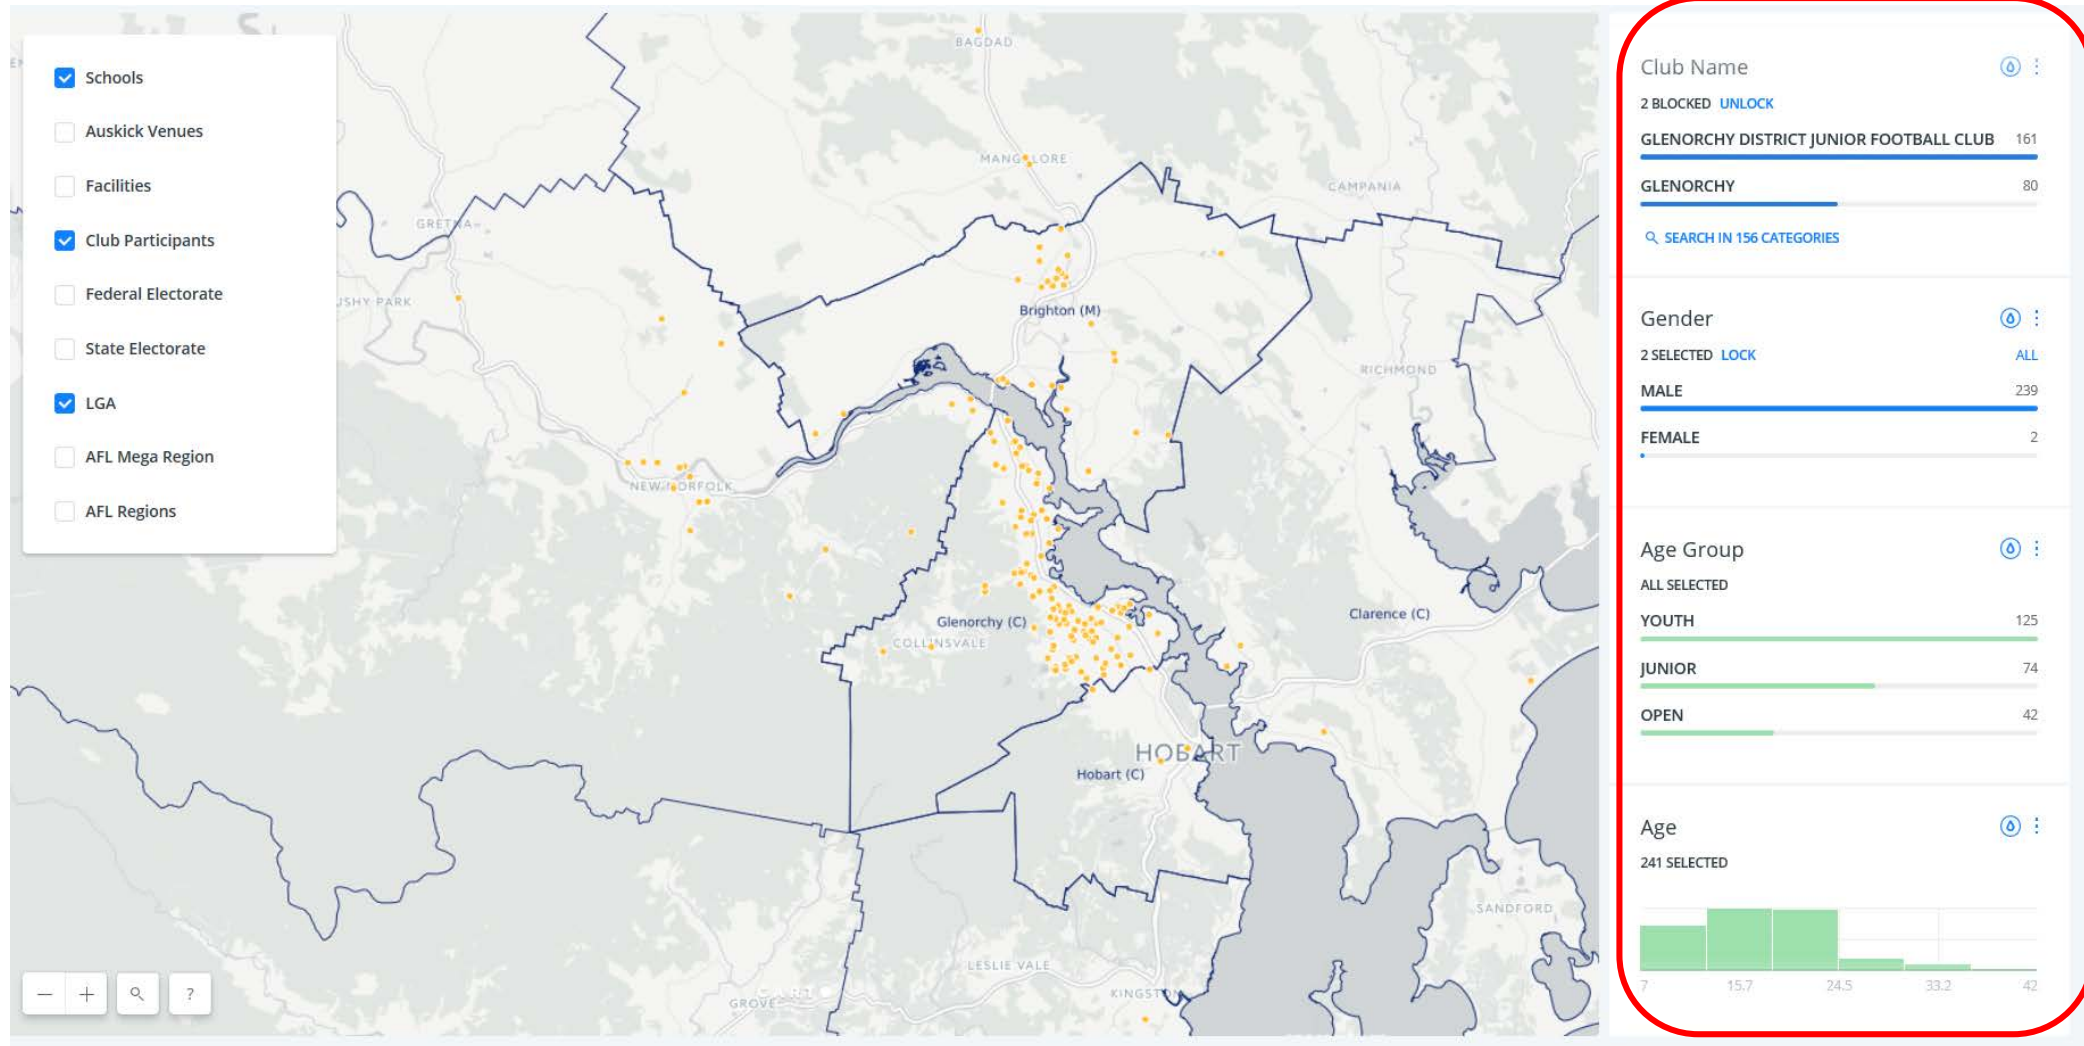 Schools
Auskick Venues
Facilities
Club Participants
Federal Electorate
State Electorate
LGA
AFL Mega Region
AFL Regions
BAGDAD
MANGALORE
CAMPANIA
GRETNA
USHY PARK
Brighton (M)
RICHMOND
NEW NORFOLK
Glenorchy (C)
COLLINSVALE
Clarence (C)
HOBART
Hobart (C)
SANDFORD
LESLIE VALE
GROVE
KINGSTON
− + ?
Club Name
2 BLOCKED UNLOCK
GLENORCHY DISTRICT JUNIOR FOOTBALL CLUB 161
GLENORCHY 80
SEARCH IN 156 CATEGORIES
Gender
2 SELECTED LOCK ALL
MALE 239
FEMALE 2
Age Group
ALL SELECTED
YOUTH 125
JUNIOR 74
OPEN 42
Age
241 SELECTED
7 15.7 24.5 33.2 42